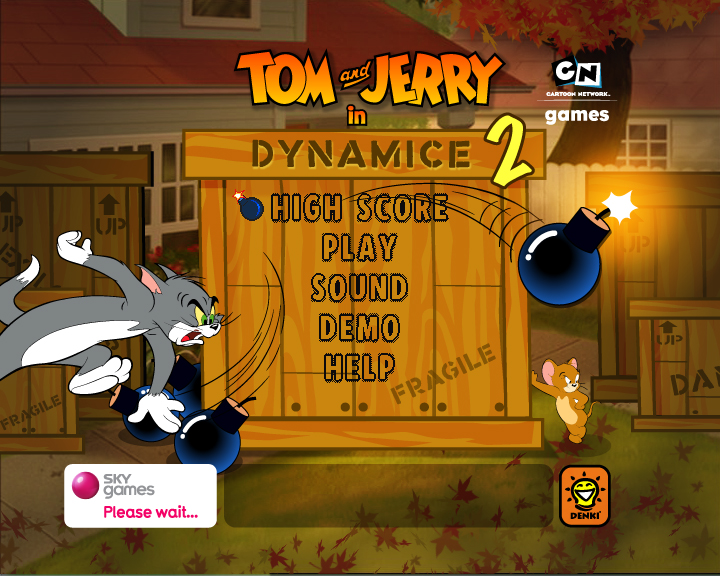 TOM and JERRY
in
DYNAMICE 2
CN
CARTOON NETWORK.
games
HIGH SCORE
PLAY
SOUND
DEMO
HELP
FRAGILE
UP
UP
FRAGILE
UP
DAN
SKY
games
Please wait...
DENKI